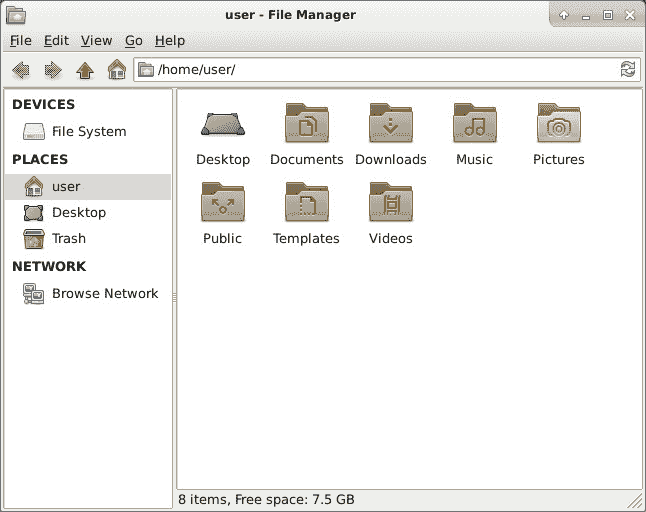 user - File Manager
File Edit View Go Help
/home/user/
DEVICES
File System
PLACES
user
Desktop
Trash
NETWORK
Browse Network
Desktop Documents Downloads Music Pictures
Public Templates Videos
8 items, Free space: 7.5 GB